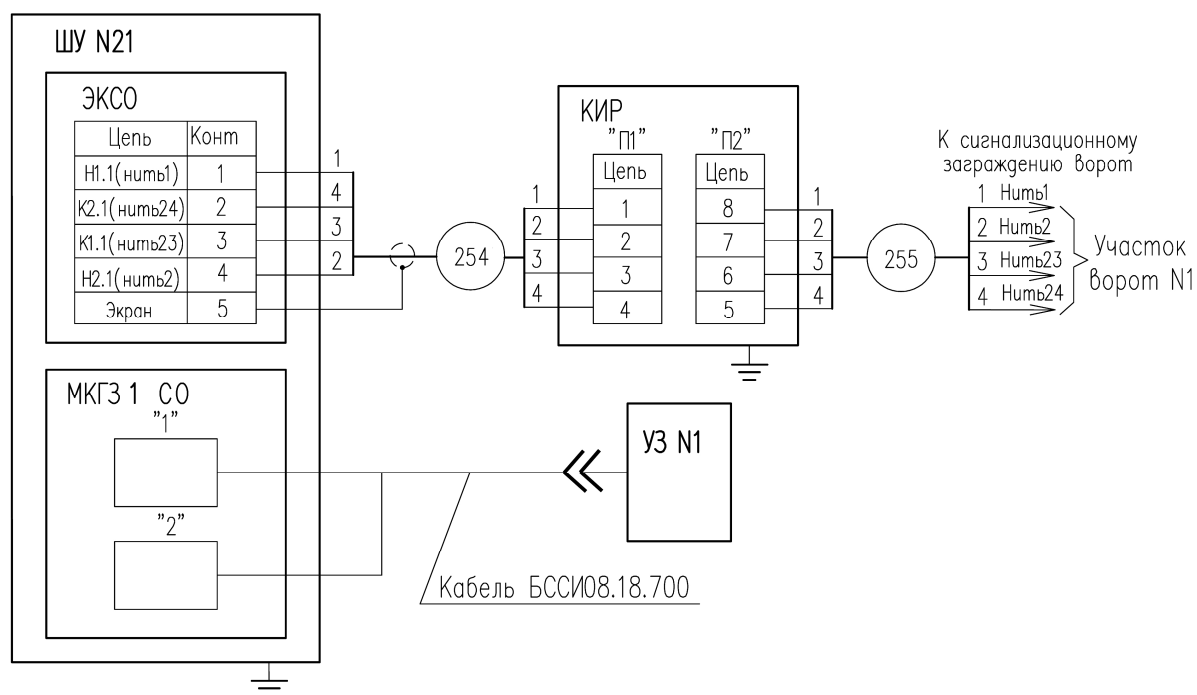 ШУ N21
ЭКСО
Цепь Конт
Н1.1(нить1) 1
К2.1(нить24) 2
К1.1(нить23) 3
Н2.1(нить2) 4
Экран 5
1
4
3
2
254
КИР
"П1" "П2"
1
2
3
4
Цепь
1
2
3
4
Цепь
8
7
6
5
1
2
3
4
255
К сигнализационному
заграждению ворот
1 Нить1
2 Нить2
3 Нить23
4 Нить24
Участок
ворот N1
МКГЗ 1 СО
"1"
"2"
УЗ N1
Кабель БССИ08.18.700